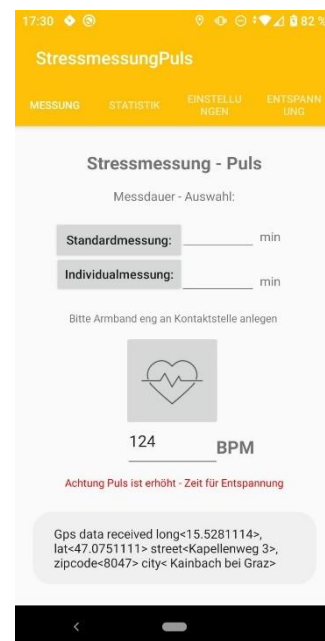 17:30 82 %
StressmessungPuls
MESSUNG STATISTIK EINSTELLU
NGEN ENTSPANN
UNG
Stressmessung - Puls
Messdauer - Auswahl:
Standardmessung: min
Individualmessung: min
Bitte Armband eng an Kontaktstelle anlegen
124 BPM
Achtung Puls ist erhöht - Zeit für Entspannung
Gps data received long<15.5281114>,
lat<47.0751111> street<Kapellenweg 3>,
zipcode<8047> city< Kainbach bei Graz>